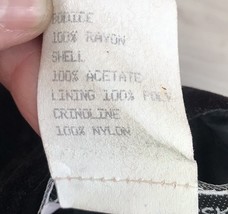 BODICE
100% RAYON
SHELL
100% ACETATE
LINING 100% POLY
CRINOLINE
100% NYLON